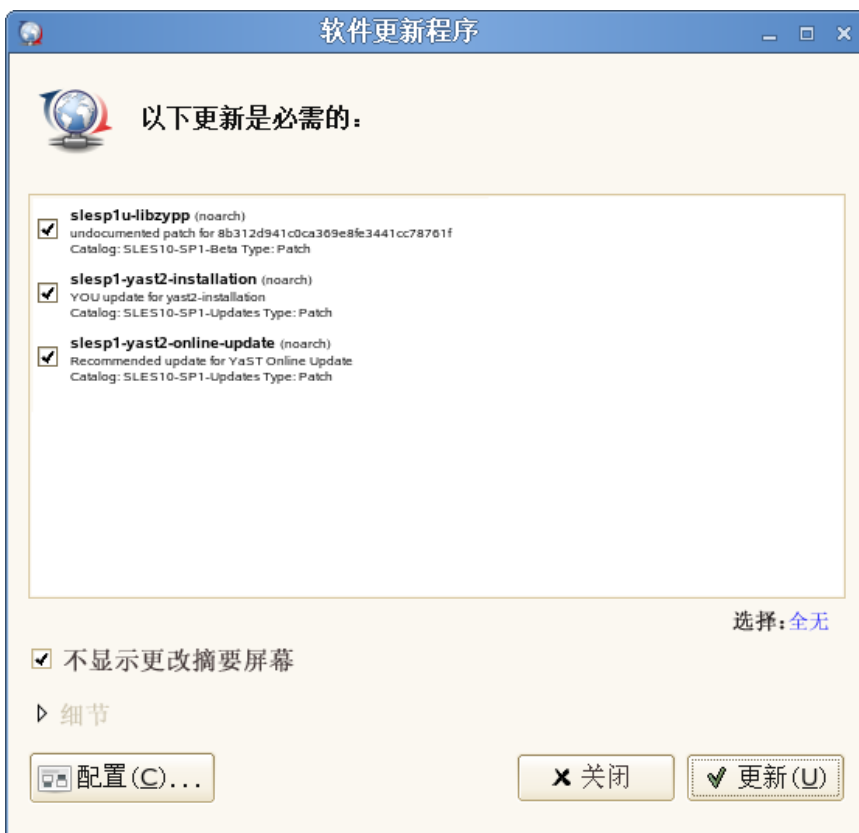 软件更新程序
以下更新是必需的：
slesp1u-libzypp (noarch)
undocumented patch for 8b312d941c0ca369e8fe3441cc78761f
Catalog: SLES10-SP1-Beta Type: Patch
slesp1-yast2-installation (noarch)
YOU update for yast2-installation
Catalog: SLES10-SP1-Updates Type: Patch
slesp1-yast2-online-update (noarch)
Recommended update for YaST Online Update
Catalog: SLES10-SP1-Updates Type: Patch
选择：全无
不显示更改摘要屏幕
细节
配置(C)... 关闭 更新(U)